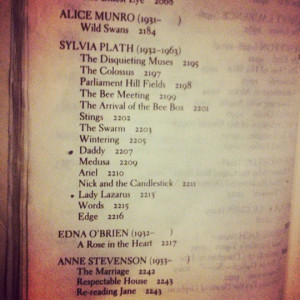 2060
ALICE MUNRO (1931– )
Wild Swans 2184
SYLVIA PLATH (1932–1963)
The Disquieting Muses 2195
The Colossus 2197
Parliament Hill Fields 2198
The Bee Meeting 2199
The Arrival of the Bee Box 2201
Stings 2202
The Swarm 2203
Wintering 2205
Daddy 2207
Medusa 2209
Ariel 2210
Nick and the Candlestick 2211
Lady Lazarus 2213
Words 2215
Edge 2216
EDNA O'BRIEN (1932– )
A Rose in the Heart 2217
ANNE STEVENSON (1933– )
The Marriage 2242
Respectable House 2243
Re-reading Jane 2243